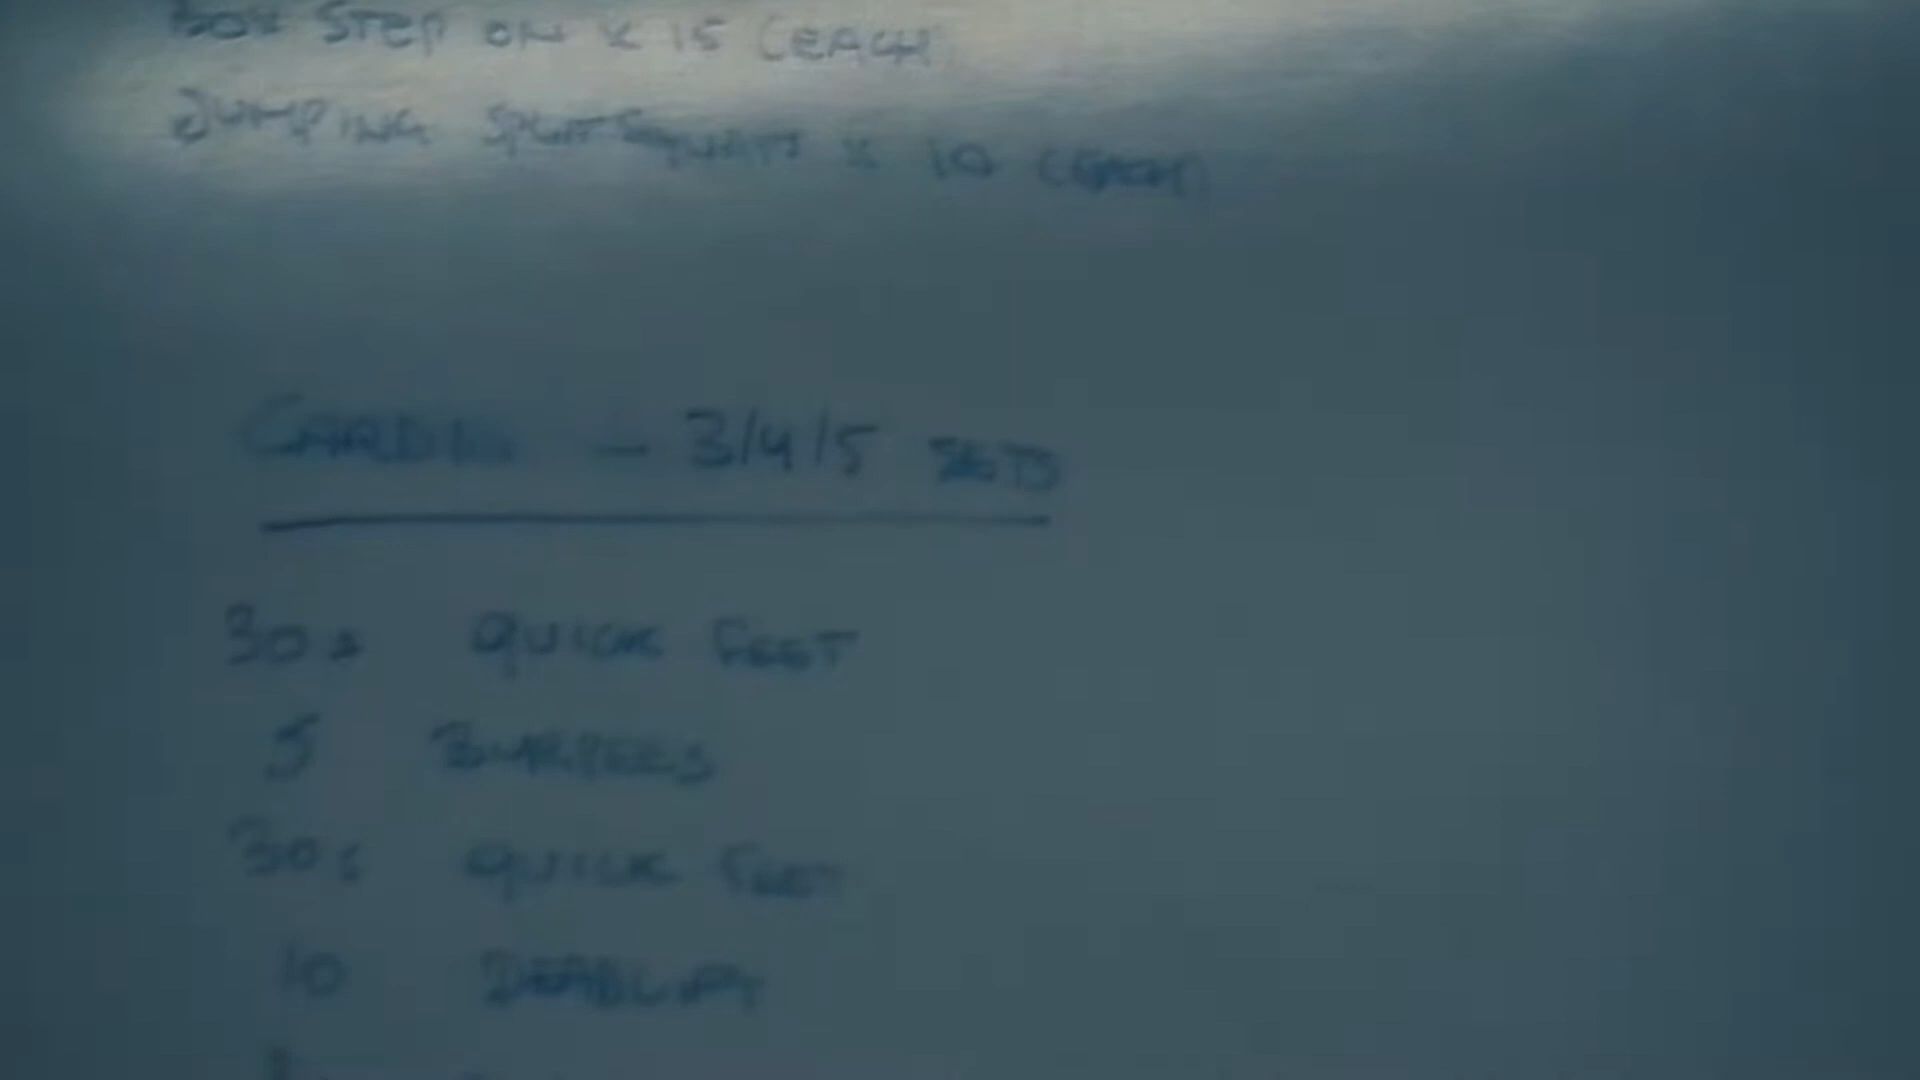 BOX STEP ON X 15 (EACH)
JUMPING SPLIT SQUATS X 10 (EACH)
CARDIO - 3/4/5 SETS
30s QUICK FEET
5 BURPEES
30s QUICK FEET
10 DEADLIFT